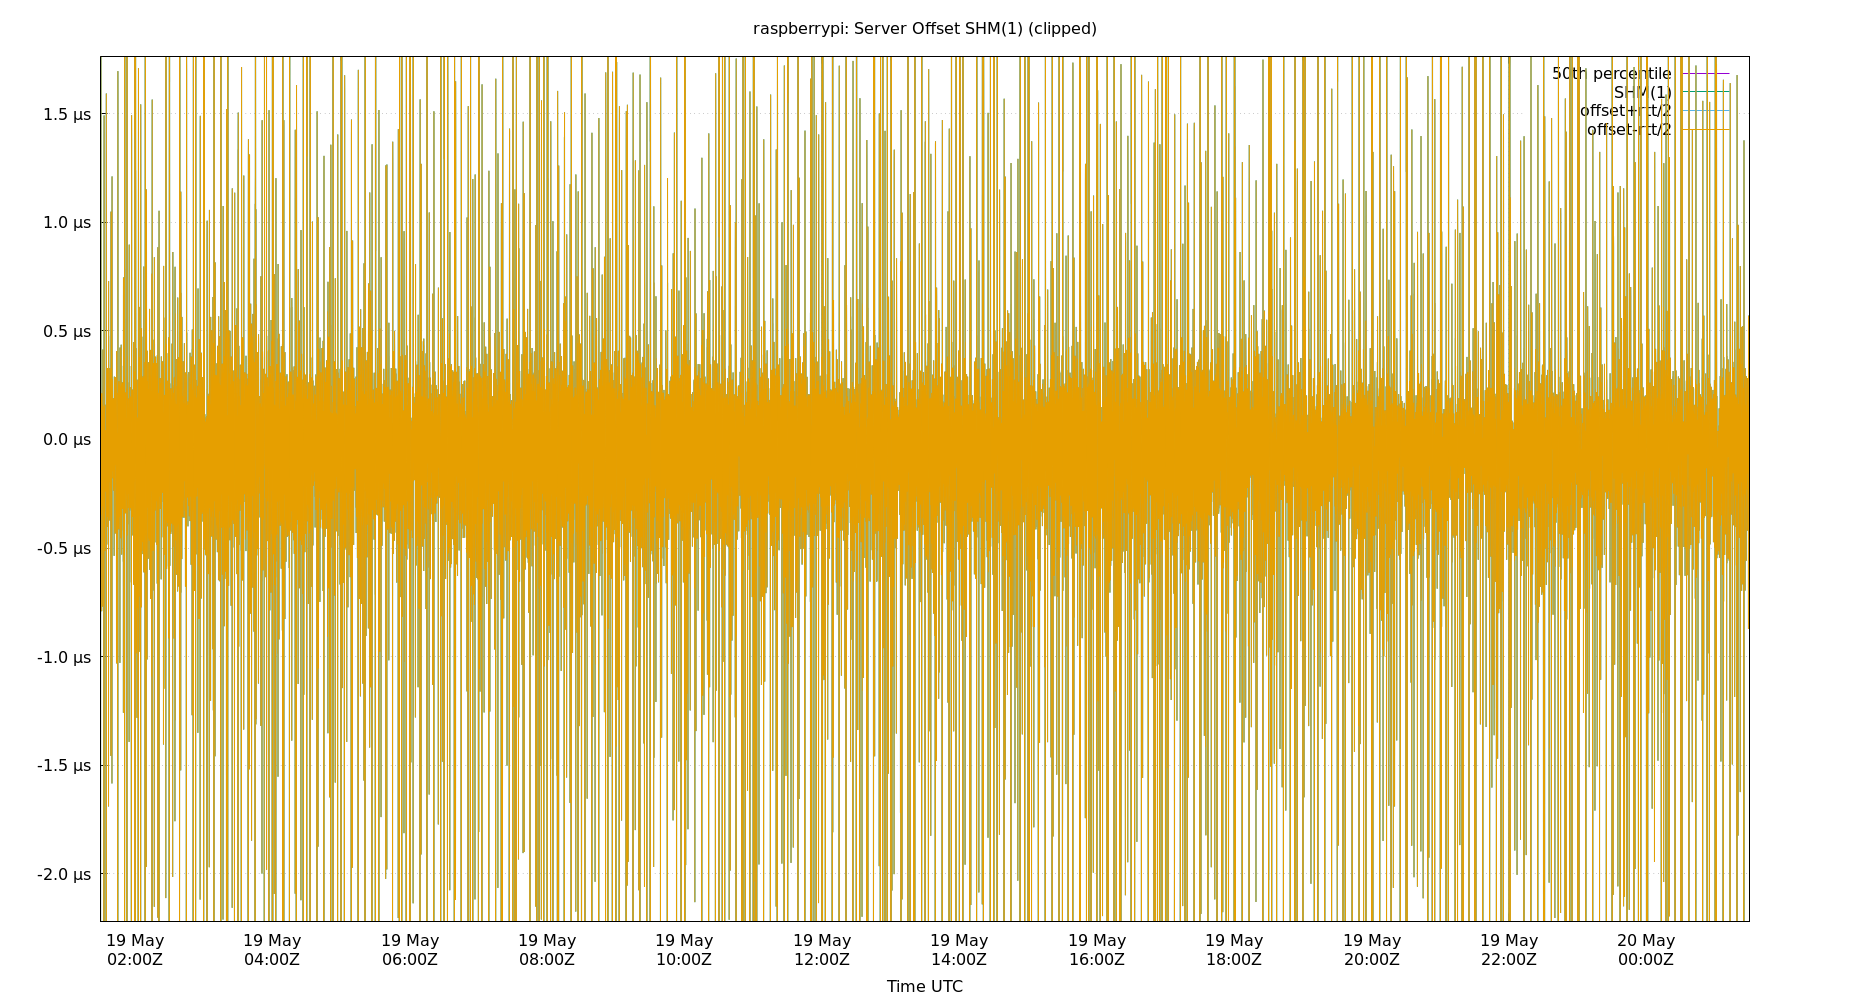 raspberrypi: Server Offset SHM(1) (clipped)
50th percentile
SHM(1)
offset+rtt/2
offset-rtt/2
1.5 µs
1.0 µs
0.5 µs
0.0 µs
-0.5 µs
-1.0 µs
-1.5 µs
-2.0 µs
19 May 19 May 19 May 19 May 19 May 19 May 19 May 19 May 19 May 19 May 19 May 20 May
02:00Z 04:00Z 06:00Z 08:00Z 10:00Z 12:00Z 14:00Z 16:00Z 18:00Z 20:00Z 22:00Z 00:00Z
Time UTC